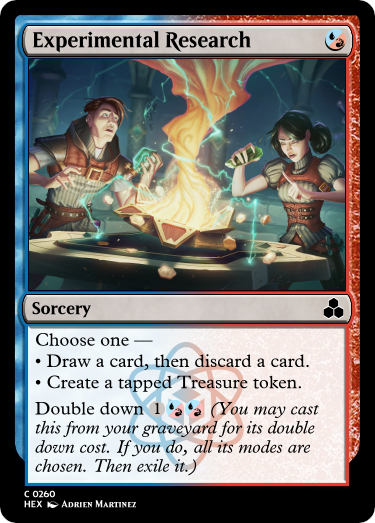 Experimental Research
Sorcery
Choose one —
• Draw a card, then discard a card.
• Create a tapped Treasure token.
Double down 1 (You may cast
this from your graveyard for its double
down cost. If you do, all its modes are
chosen. Then exile it.)
C 0260
HEX Adrien Martinez